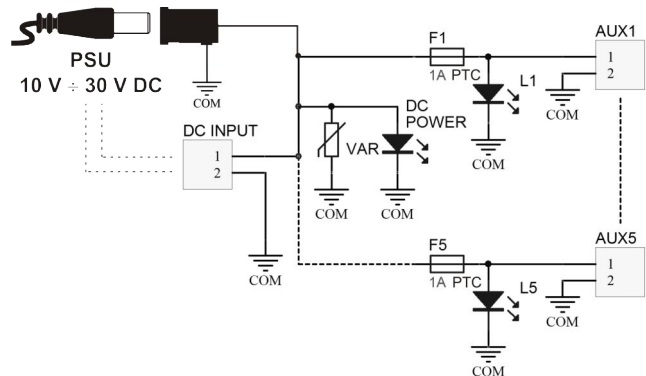 PSU
10 V ÷ 30 V DC
COM
F1
1A PTC
L1
AUX1
1
2
COM
COM
DC INPUT
1
2
COM
VAR
COM
DC
POWER
COM
F5
1A PTC
L5
AUX5
1
2
COM
COM